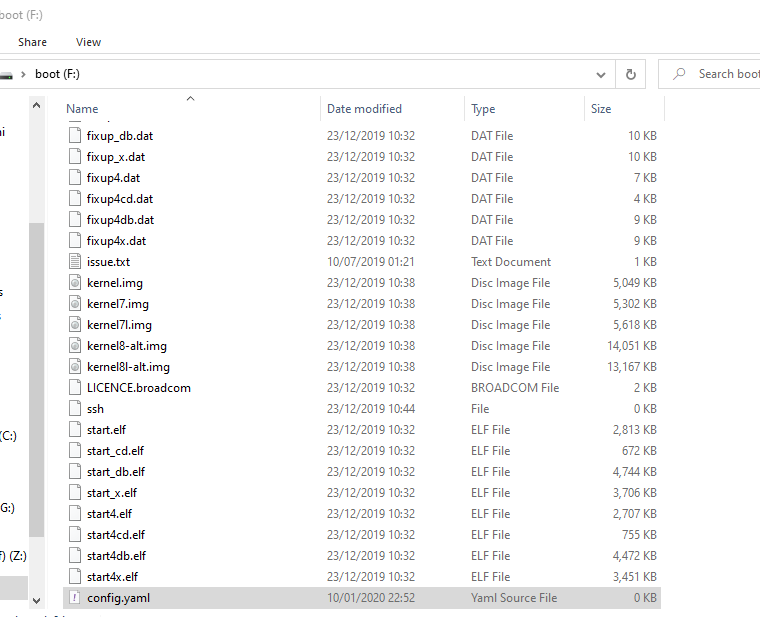 boot (F:)
Share View
boot (F:)
Search boot
Name Date modified Type Size
fixup_db.dat 23/12/2019 10:32 DAT File 10 KB
fixup_x.dat 23/12/2019 10:32 DAT File 10 KB
fixup4.dat 23/12/2019 10:32 DAT File 7 KB
fixup4cd.dat 23/12/2019 10:32 DAT File 4 KB
fixup4db.dat 23/12/2019 10:32 DAT File 9 KB
fixup4x.dat 23/12/2019 10:32 DAT File 9 KB
issue.txt 10/07/2019 01:21 Text Document 1 KB
kernel.img 23/12/2019 10:38 Disc Image File 5,049 KB
kernel7.img 23/12/2019 10:38 Disc Image File 5,302 KB
kernel7l.img 23/12/2019 10:38 Disc Image File 5,618 KB
kernel8-alt.img 23/12/2019 10:38 Disc Image File 14,051 KB
kernel8l-alt.img 23/12/2019 10:38 Disc Image File 13,167 KB
LICENCE.broadcom 23/12/2019 10:32 BROADCOM File 2 KB
ssh 23/12/2019 10:44 File 0 KB
(C:)
start.elf 23/12/2019 10:32 ELF File 2,813 KB
start_cd.elf 23/12/2019 10:32 ELF File 672 KB
start_db.elf 23/12/2019 10:32 ELF File 4,744 KB
start_x.elf 23/12/2019 10:32 ELF File 3,706 KB
G:)
start4.elf 23/12/2019 10:32 ELF File 2,707 KB
start4cd.elf 23/12/2019 10:32 ELF File 755 KB
(Z:)
start4db.elf 23/12/2019 10:32 ELF File 4,472 KB
start4x.elf 23/12/2019 10:32 ELF File 3,451 KB
config.yaml 10/01/2020 22:52 Yaml Source File 0 KB